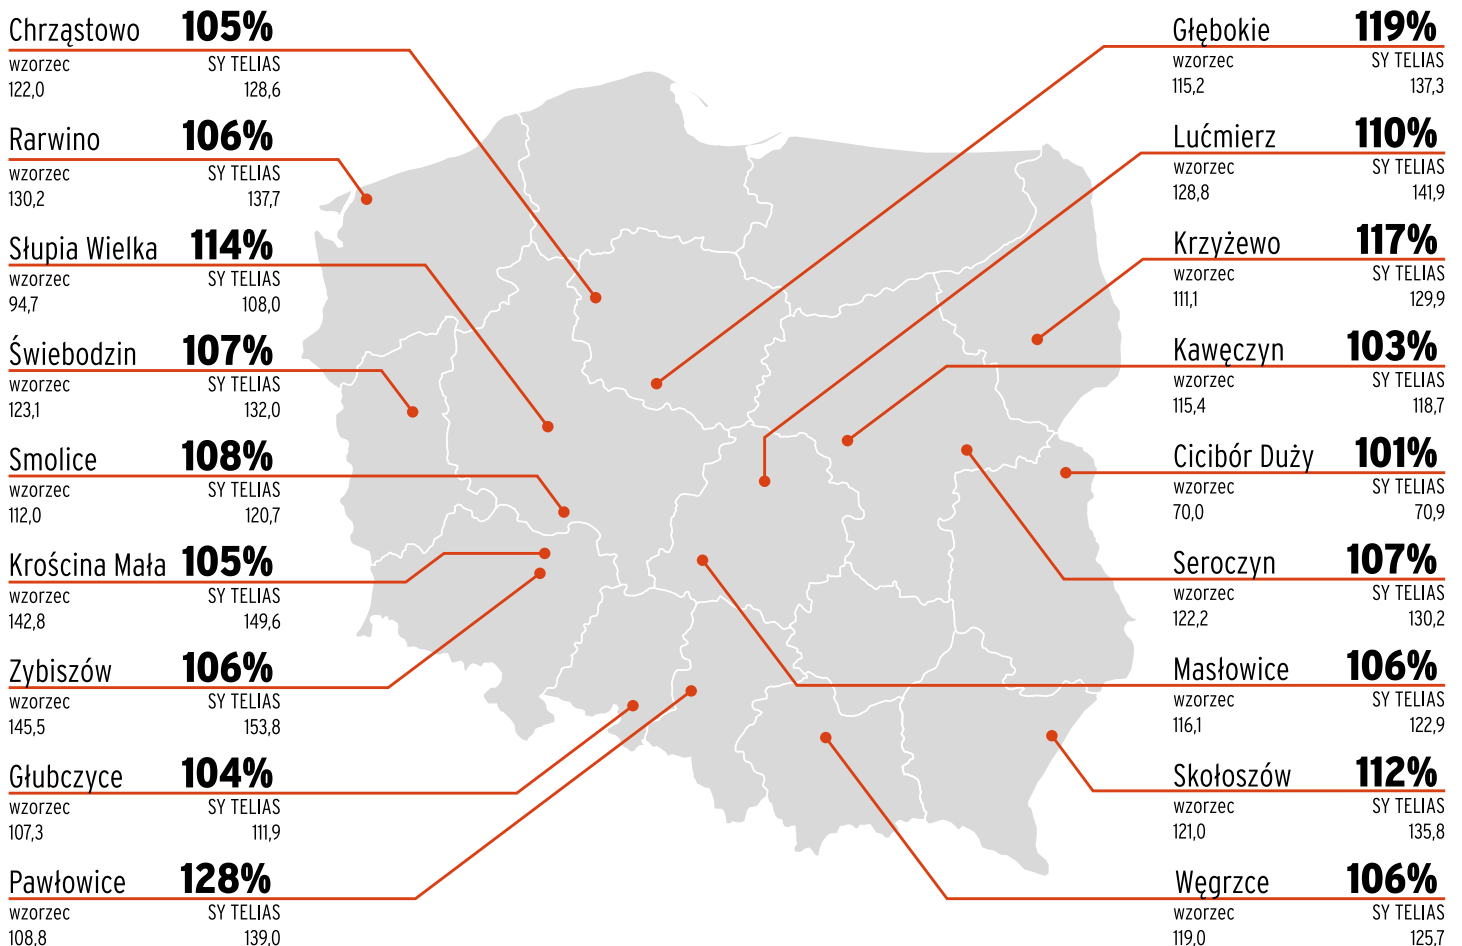 Chrząstowo 105%
wzorzec SY TELIAS
122,0 128,6
Rarwino 106%
wzorzec SY TELIAS
130,2 137,7
Słupia Wielka 114%
wzorzec SY TELIAS
94,7 108,0
Świebodzin 107%
wzorzec SY TELIAS
123,1 132,0
Smolice 108%
wzorzec SY TELIAS
112,0 120,7
Krościna Mała 105%
wzorzec SY TELIAS
142,8 149,6
Zybiszów 106%
wzorzec SY TELIAS
145,5 153,8
Głubczyce 104%
wzorzec SY TELIAS
107,3 111,9
Pawłowice 128%
wzorzec SY TELIAS
108,8 139,0
Głębokie 119%
wzorzec SY TELIAS
115,2 137,3
Lućmierz 110%
wzorzec SY TELIAS
128,8 141,9
Krzyżewo 117%
wzorzec SY TELIAS
111,1 129,9
Kawęczyn 103%
wzorzec SY TELIAS
115,4 118,7
Cicibór Duży 101%
wzorzec SY TELIAS
70,0 70,9
Seroczyn 107%
wzorzec SY TELIAS
122,2 130,2
Masłowice 106%
wzorzec SY TELIAS
116,1 122,9
Skołoszów 112%
wzorzec SY TELIAS
121,0 135,8
Węgrzce 106%
wzorzec SY TELIAS
119,0 125,7